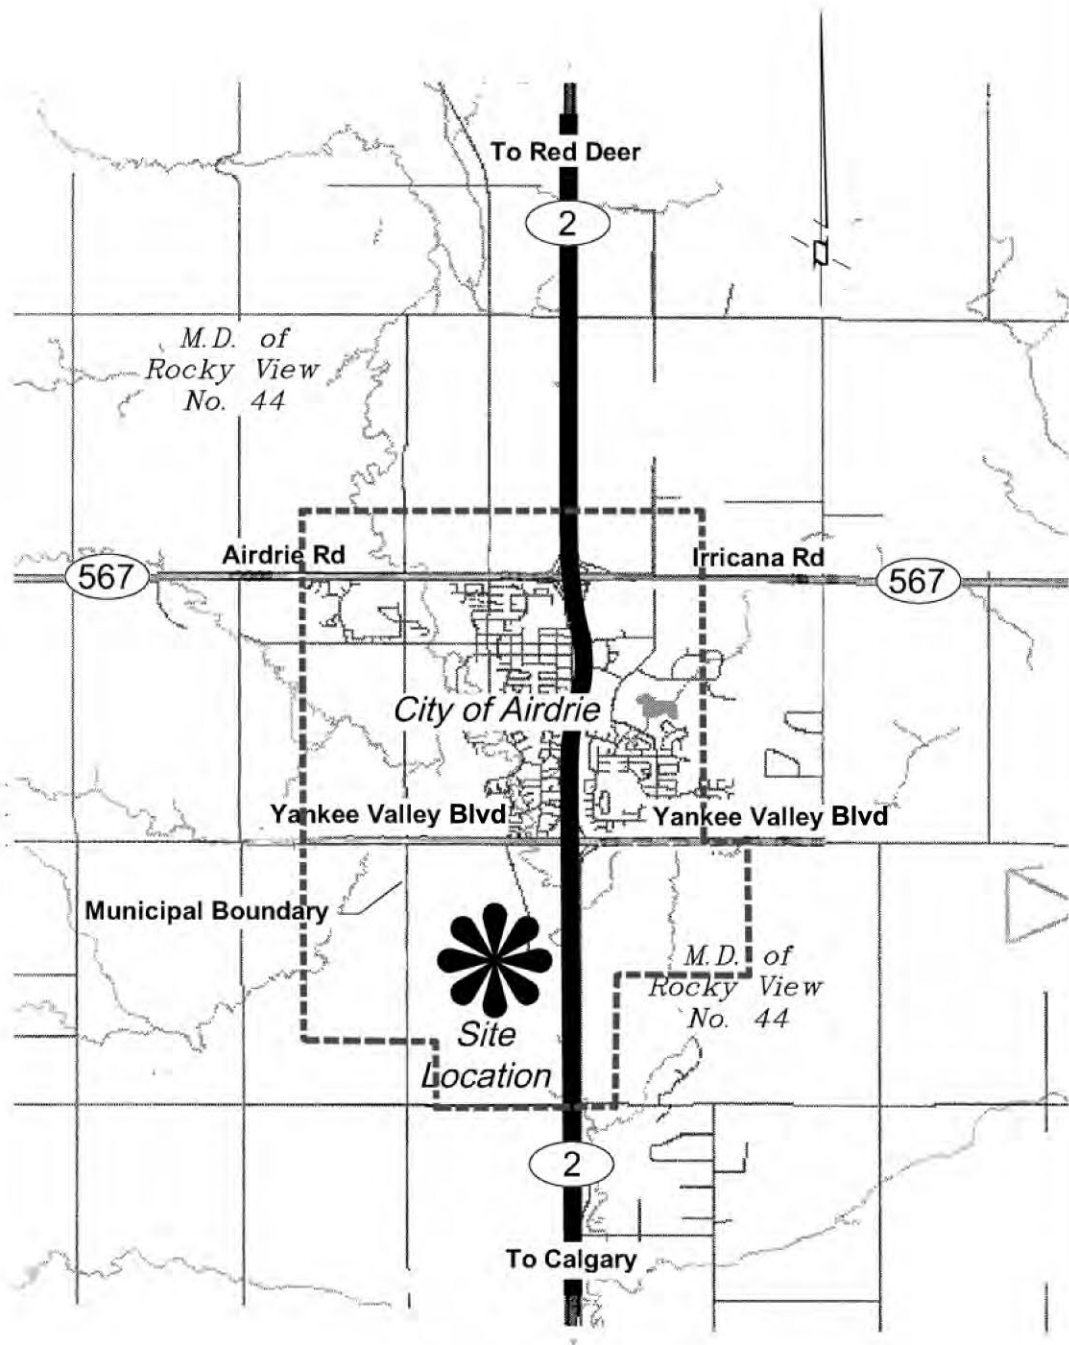 To Red Deer
2
M.D. of
Rocky View
No. 44
Airdrie Rd
Irricana Rd
567
567
City of Airdrie
Yankee Valley Blvd
Yankee Valley Blvd
Municipal Boundary
M.D. of
Rocky View
No. 44
Site
Location
2
To Calgary